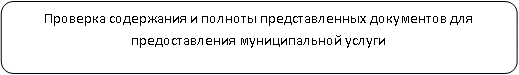 Проверка содержания и полноты представленных документов для
предоставления муниципальной услуги